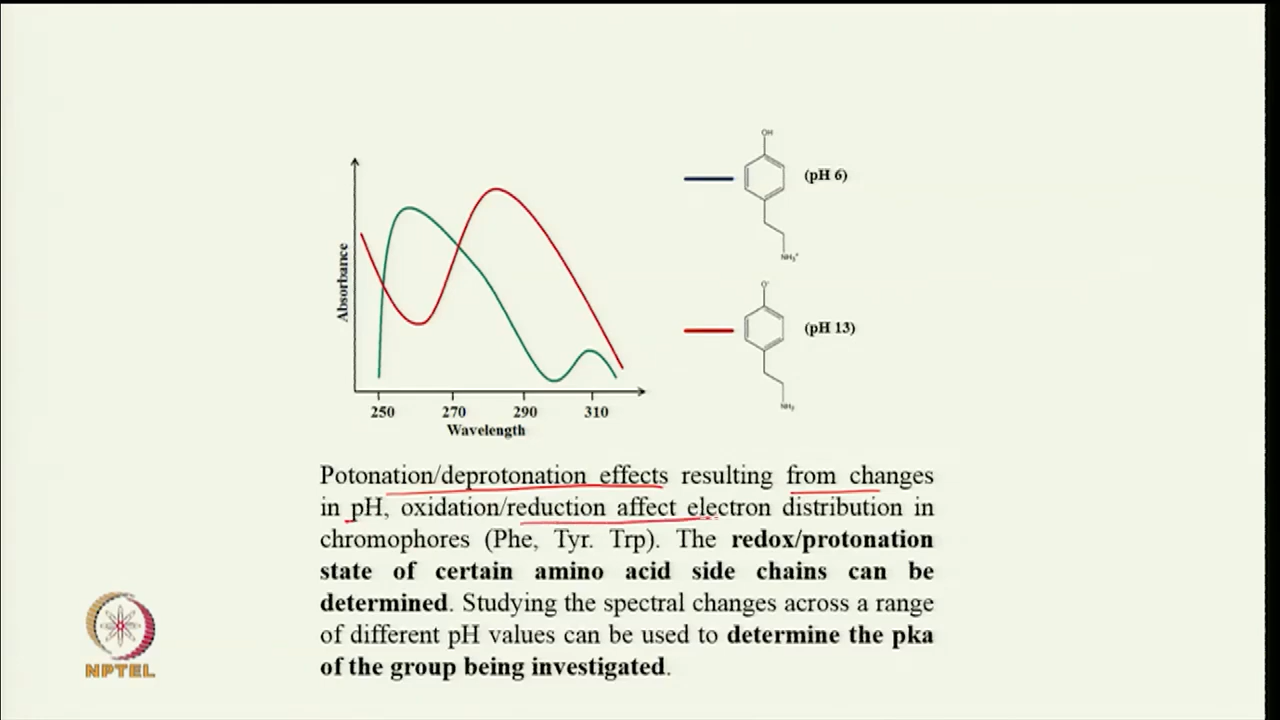 OH
(pH 6)
NH₃⁺
Absorbance
O⁻
(pH 13)
NH₂
250 270 290 310
Wavelength
Potonation/deprotonation effects resulting from changes
in pH, oxidation/reduction affect electron distribution in
chromophores (Phe, Tyr. Trp). The redox/protonation
state of certain amino acid side chains can be
determined. Studying the spectral changes across a range
of different pH values can be used to determine the pka
of the group being investigated.
NPTEL